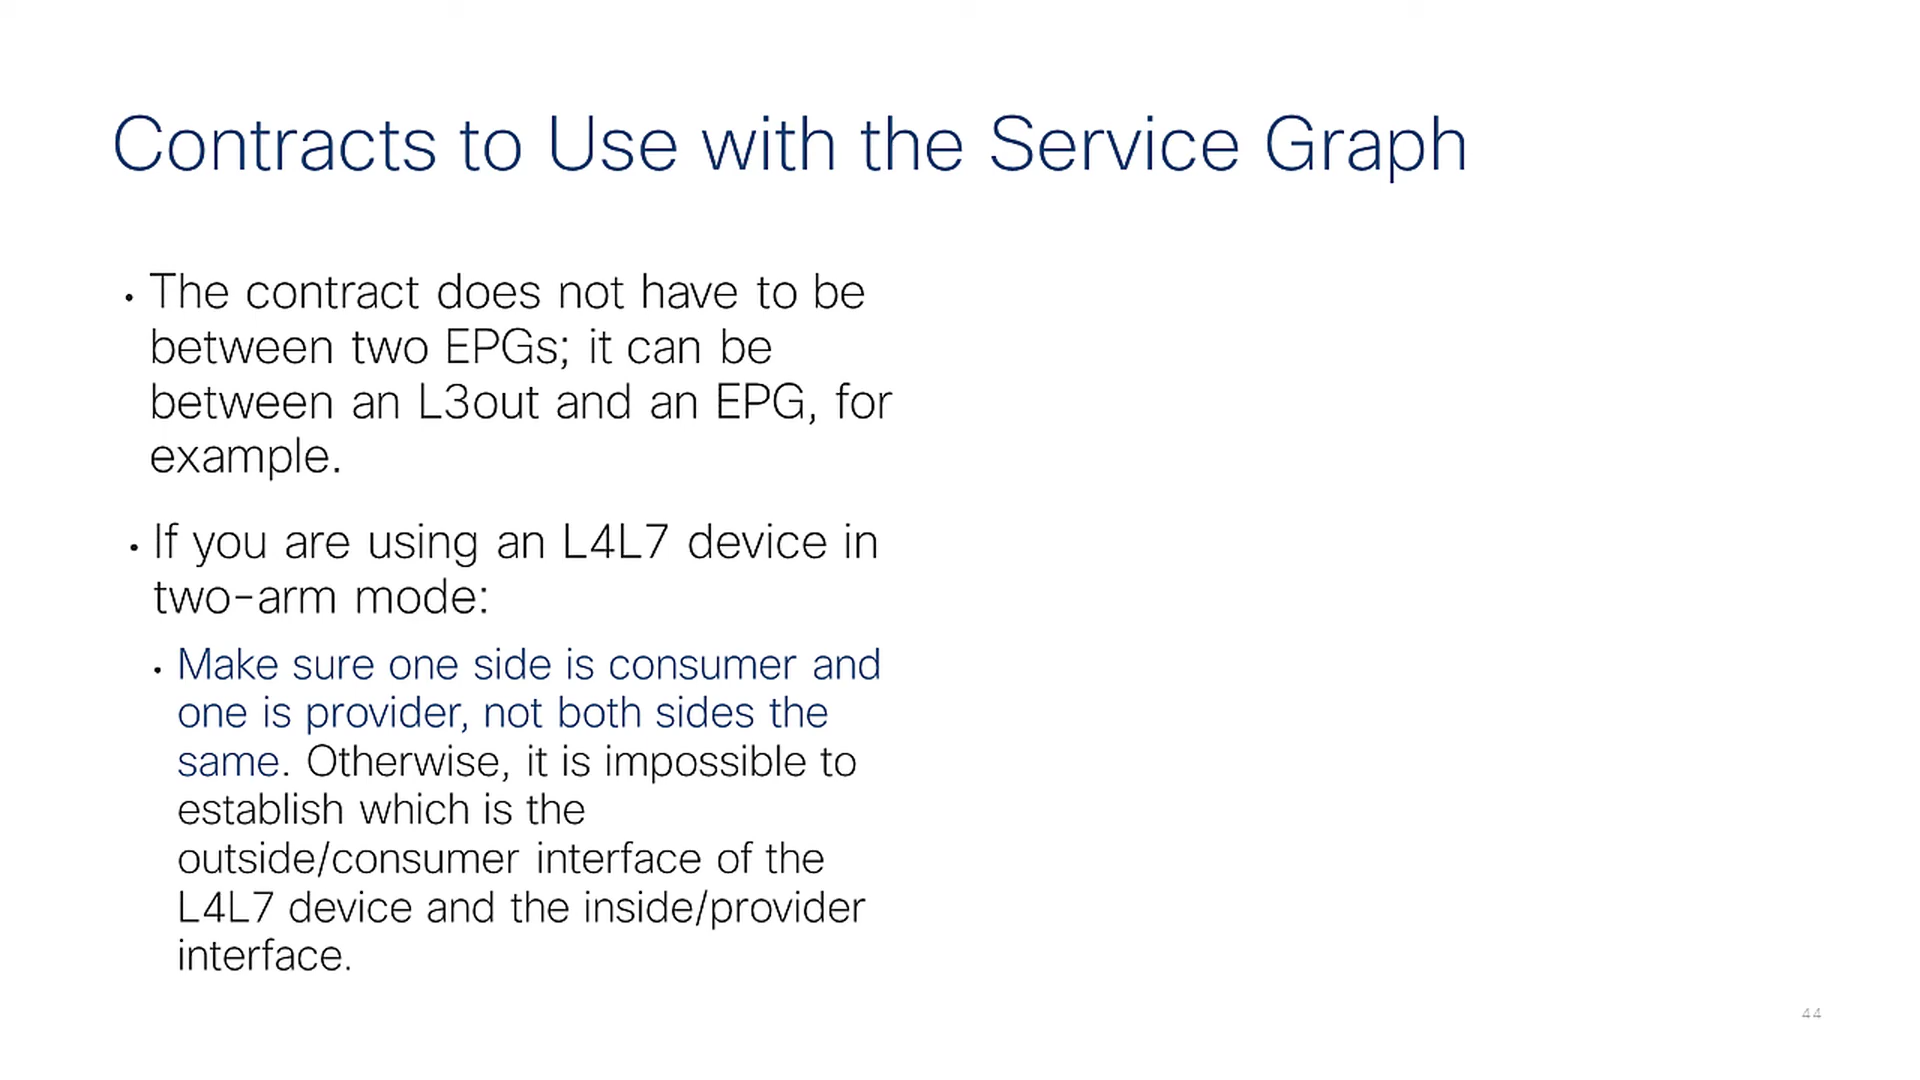 Contracts to Use with the Service Graph
• The contract does not have to be
between two EPGs; it can be
between an L3out and an EPG, for
example.
• If you are using an L4L7 device in
two-arm mode:
• Make sure one side is consumer and
one is provider, not both sides the
same. Otherwise, it is impossible to
establish which is the
outside/consumer interface of the
L4L7 device and the inside/provider
interface.
44